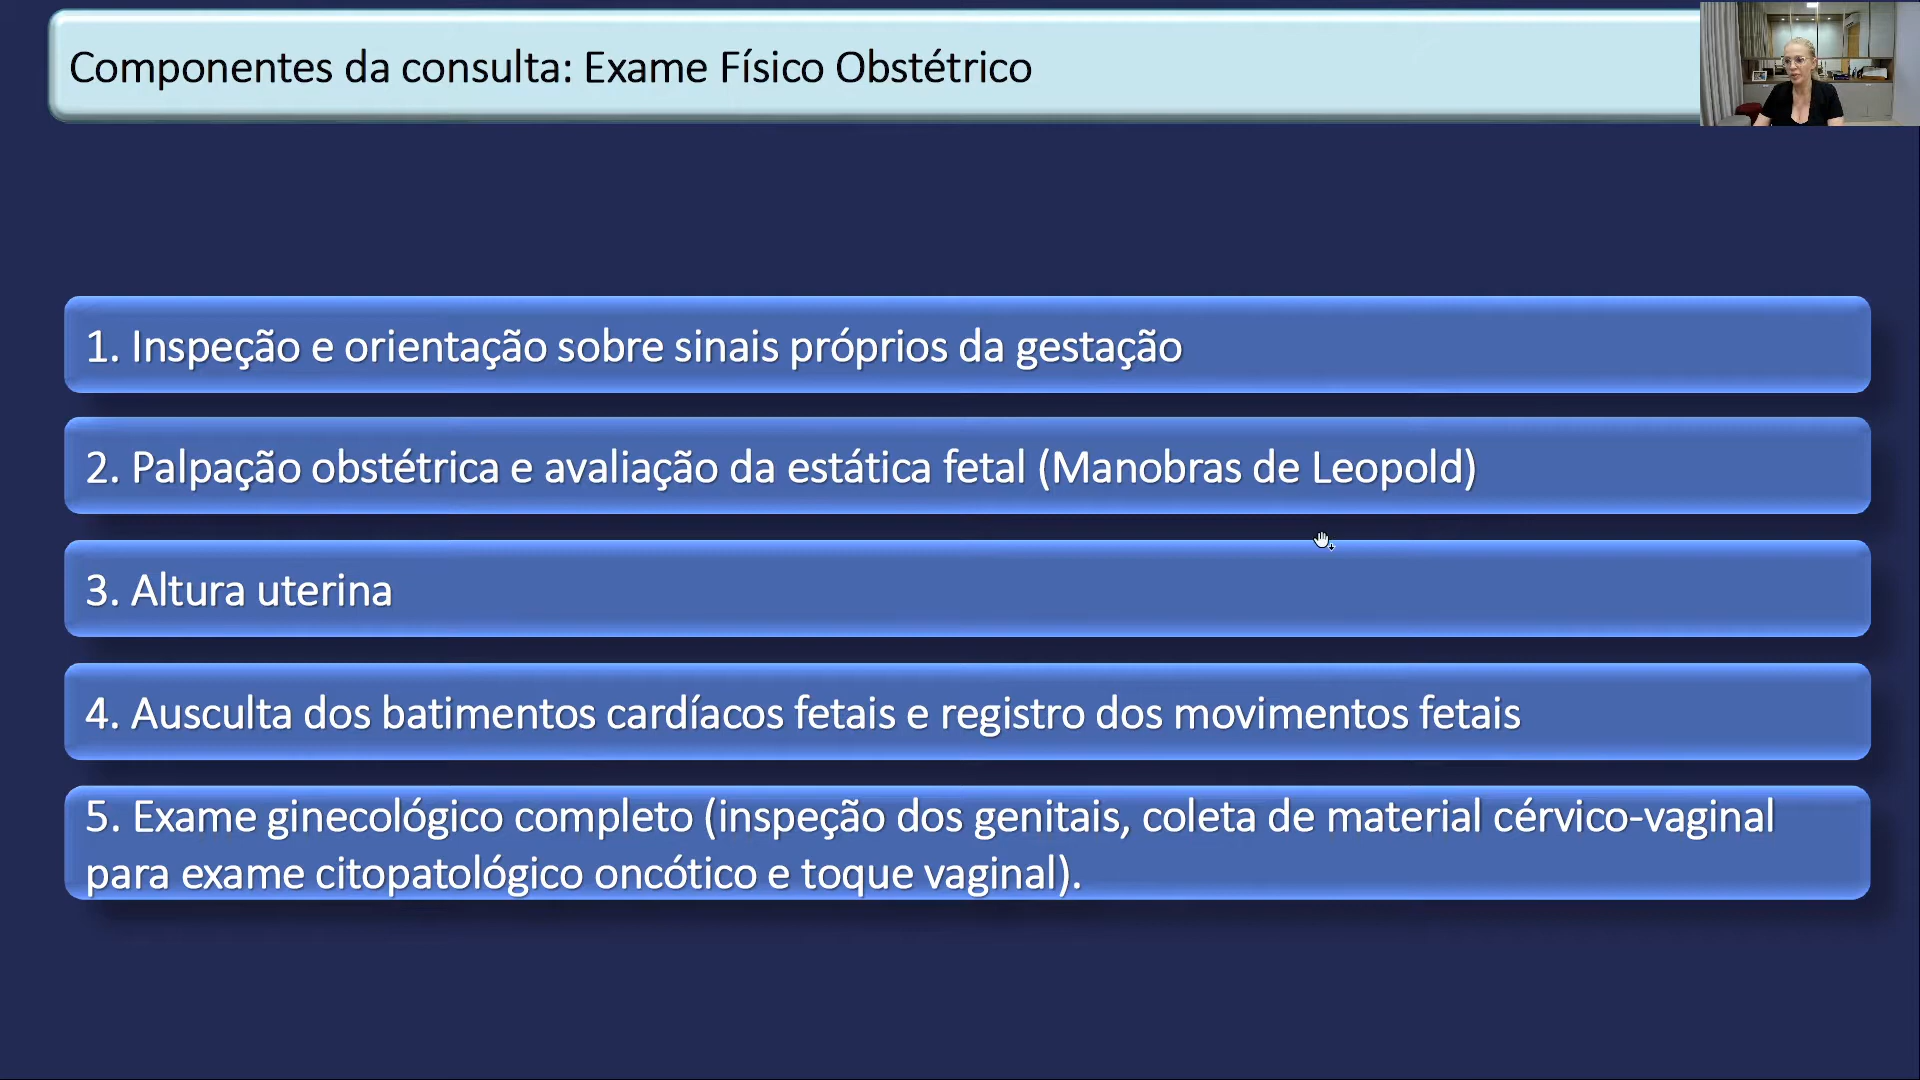 Componentes da consulta: Exame Físico Obstétrico
1. Inspeção e orientação sobre sinais próprios da gestação
2. Palpação obstétrica e avaliação da estática fetal (Manobras de Leopold)
3. Altura uterina
4. Ausculta dos batimentos cardíacos fetais e registro dos movimentos fetais
5. Exame ginecológico completo (inspeção dos genitais, coleta de material cérvico-vaginal
para exame citopatológico oncótico e toque vaginal).